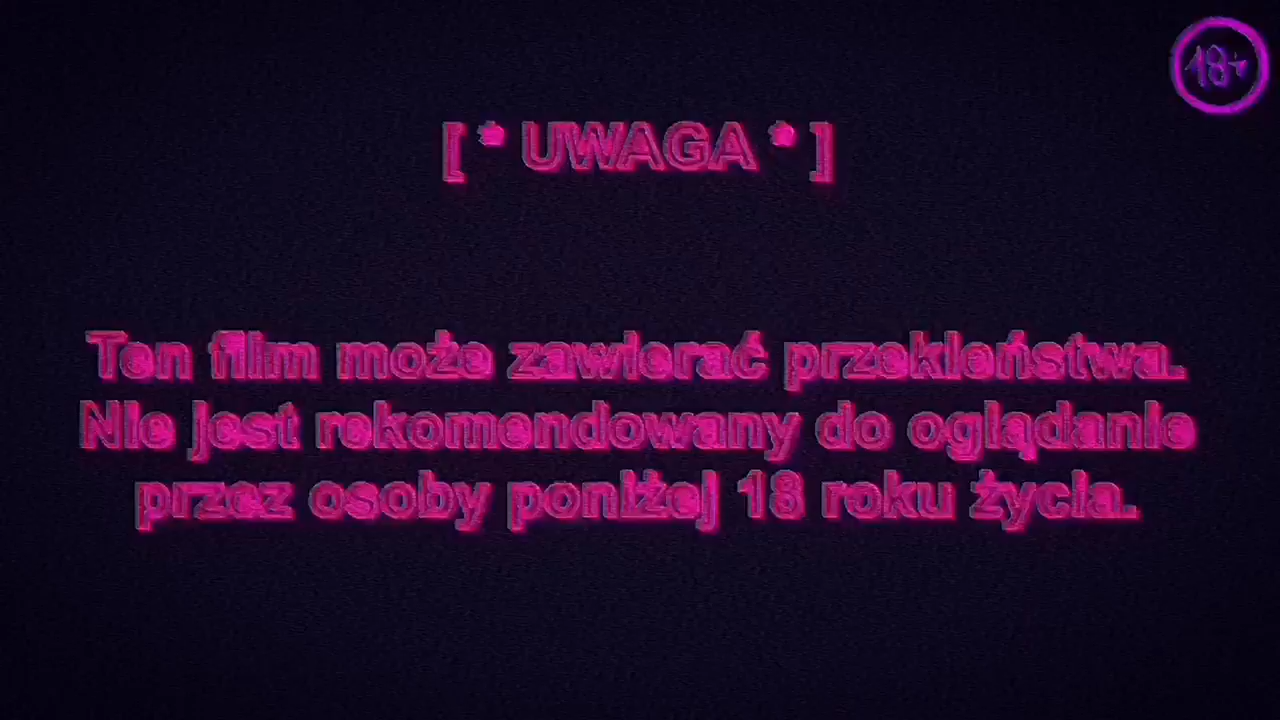 18+
[ * UWAGA * ]
Ten film może zawierać przekleństwa.
Nie jest rekomendowany do oglądanie
przez osoby poniżej 18 roku życia.